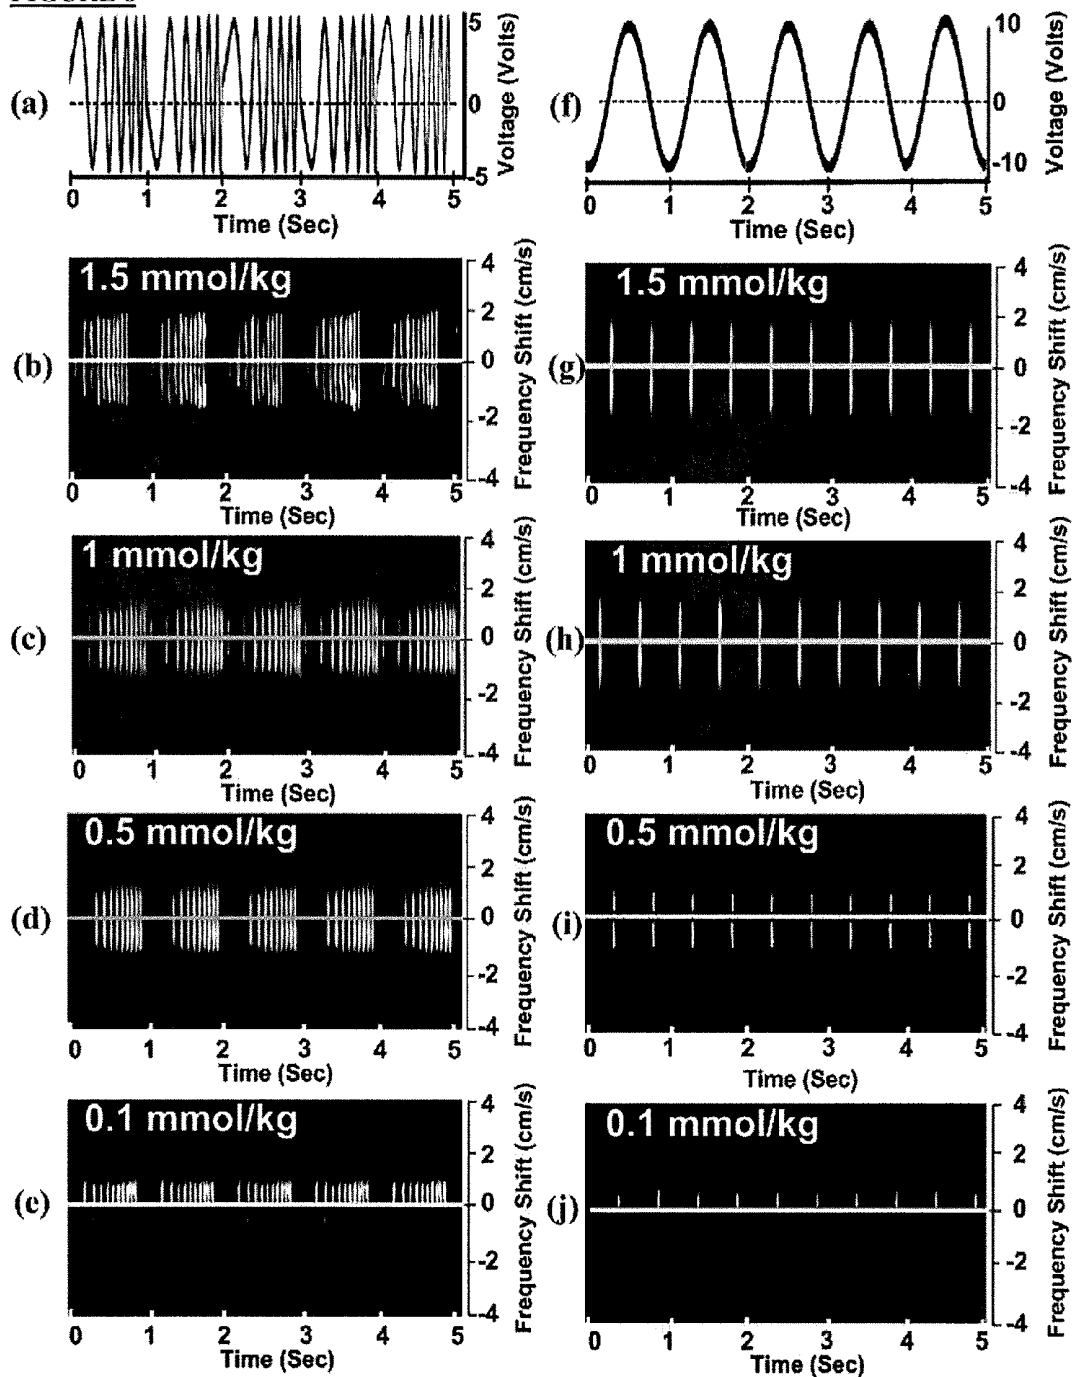 (a)
5
0
-5
Voltage (Volts)
0 1 2 3 4 5
Time (Sec)
(f)
10
0
-10
Voltage (Volts)
0 1 2 3 4 5
Time (Sec)
(b)
1.5 mmol/kg
4
2
0
-2
-4
Frequency Shift (cm/s)
0 1 2 3 4 5
Time (Sec)
(g)
1.5 mmol/kg
4
2
0
-2
-4
Frequency Shift (cm/s)
0 1 2 3 4 5
Time (Sec)
(c)
1 mmol/kg
4
2
0
-2
-4
Frequency Shift (cm/s)
0 1 2 3 4 5
Time (Sec)
(h)
1 mmol/kg
4
2
0
-2
-4
Frequency Shift (cm/s)
0 1 2 3 4 5
Time (Sec)
(d)
0.5 mmol/kg
4
2
0
-2
-4
Frequency Shift (cm/s)
0 1 2 3 4 5
Time (Sec)
(i)
0.5 mmol/kg
4
2
0
-2
-4
Frequency Shift (cm/s)
0 1 2 3 4 5
Time (Sec)
(e)
0.1 mmol/kg
4
2
0
-2
-4
Frequency Shift (cm/s)
0 1 2 3 4 5
Time (Sec)
(j)
0.1 mmol/kg
4
2
0
-2
-4
Frequency Shift (cm/s)
0 1 2 3 4 5
Time (Sec)